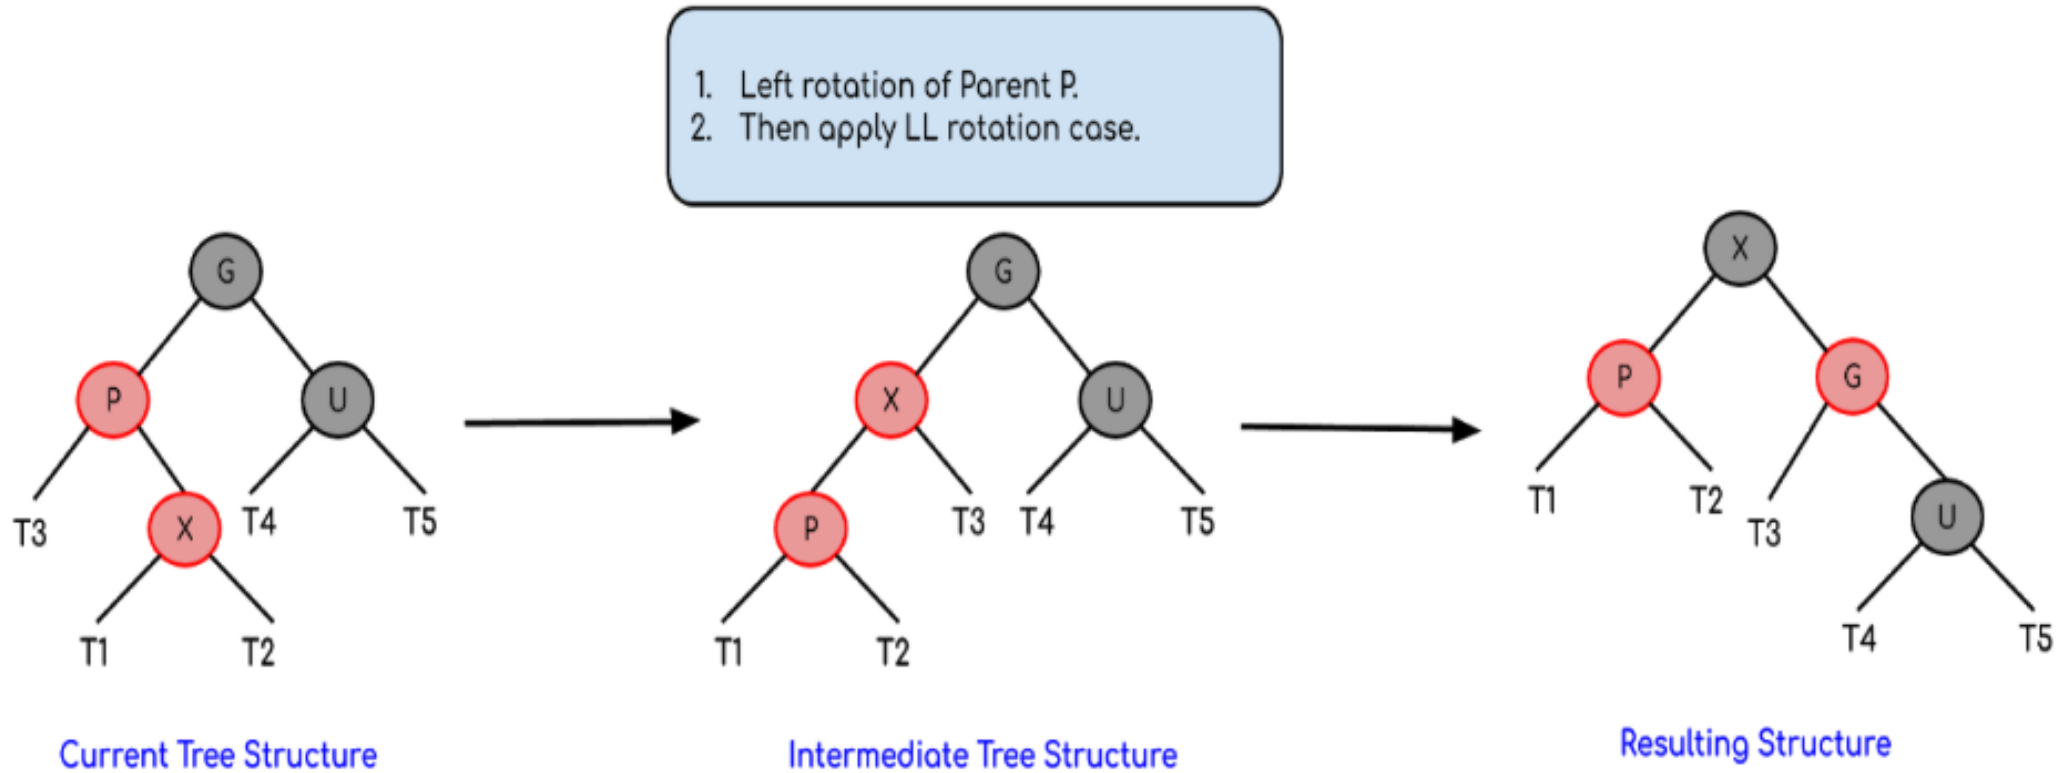 1. Left rotation of Parent P.
2. Then apply LL rotation case.
G
P
U
T3
X
T4
T5
T1
T2
Current Tree Structure
G
X
U
P
T3
T4
T5
T1
T2
Intermediate Tree Structure
X
P
G
T1
T2
T3
U
T4
T5
Resulting Structure